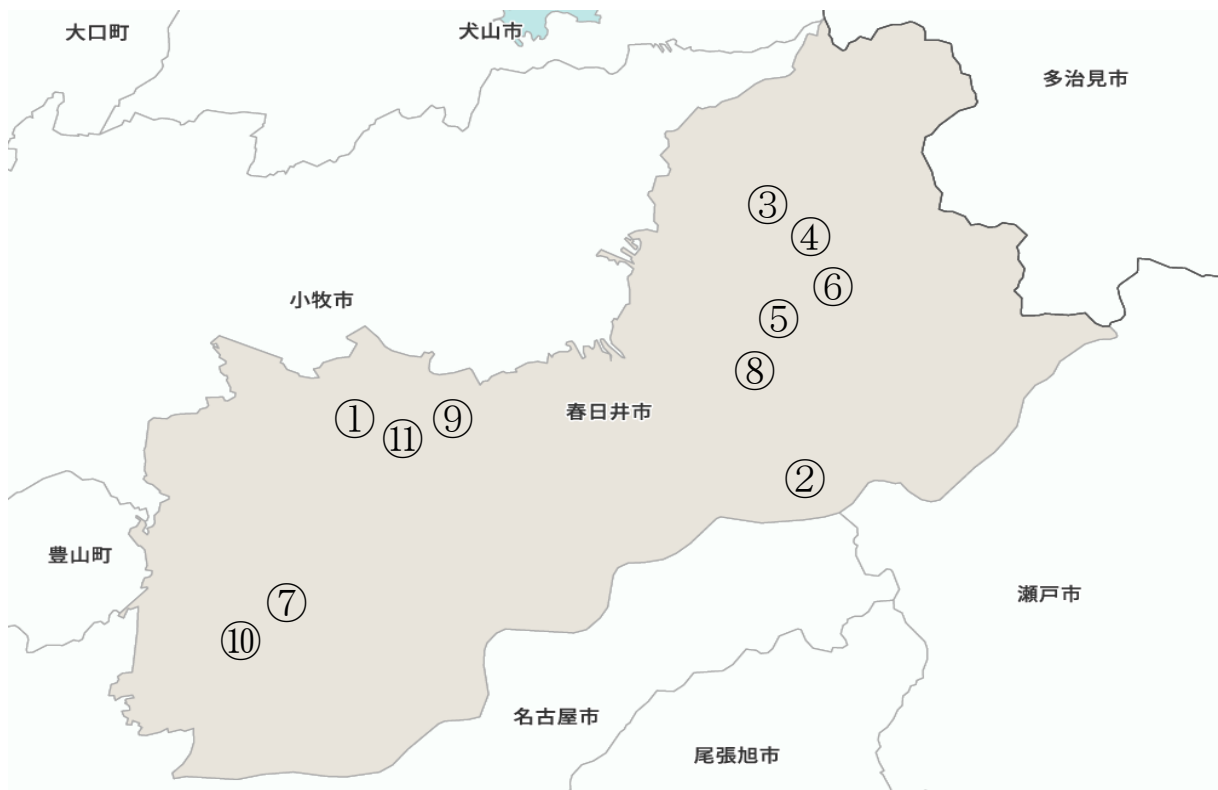 大口町
犬山市
多治見市
③
④
⑥
小牧市
⑤
⑧
①
⑨
春日井市
⑪
②
豊山町
瀬戸市
⑦
⑩
名古屋市
尾張旭市